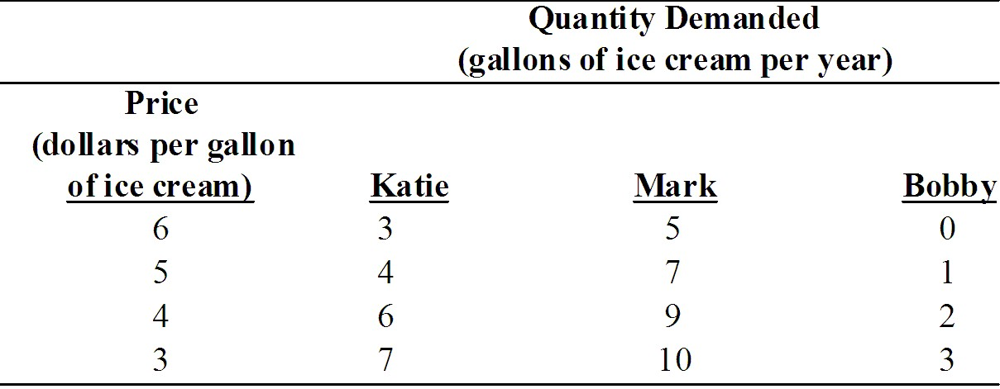 Quantity Demanded
(gallons of ice cream per year)
Price
(dollars per gallon
of ice cream) Katie Mark Bobby
6 3 5 0
5 4 7 1
4 6 9 2
3 7 10 3